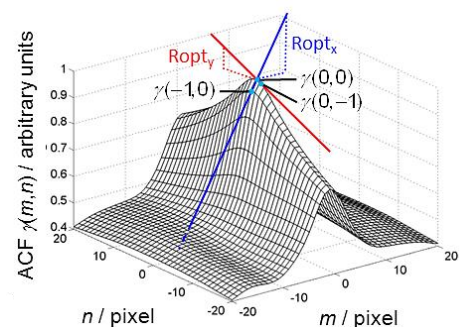 Ropt_y
Ropt_x
γ(−1,0)
γ(0,0)
γ(0,−1)
ACF γ(m,n) / arbitrary units
1
0.9
0.8
0.7
0.6
0.5
0.4
20
10
0
-10
-20
n / pixel
-20
-10
0
10
20
m / pixel